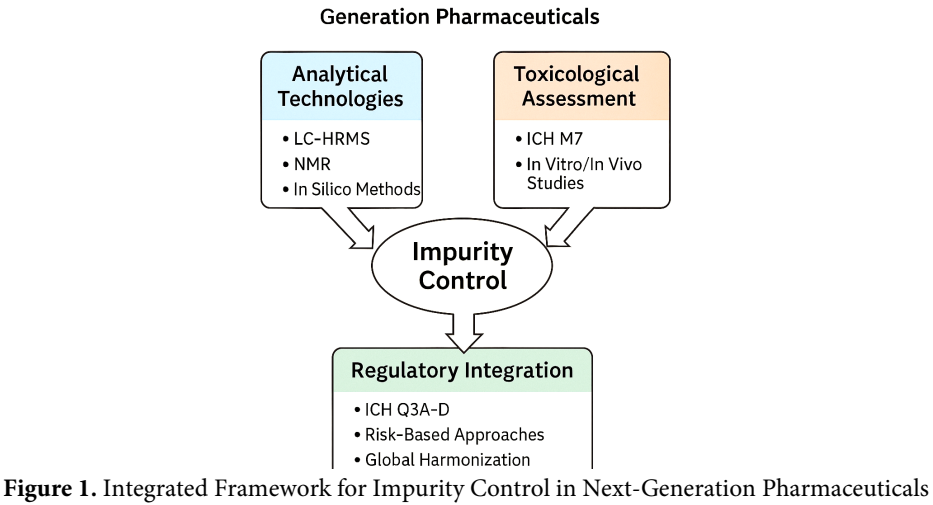 Generation Pharmaceuticals
Analytical
Technologies
• LC-HRMS
• NMR
• In Silico Methods
Toxicological
Assessment
• ICH M7
• In Vitro/In Vivo
Studies
Impurity
Control
Regulatory Integration
• ICH Q3A-D
• Risk-Based Approaches
• Global Harmonization
Figure 1. Integrated Framework for Impurity Control in Next-Generation Pharmaceuticals